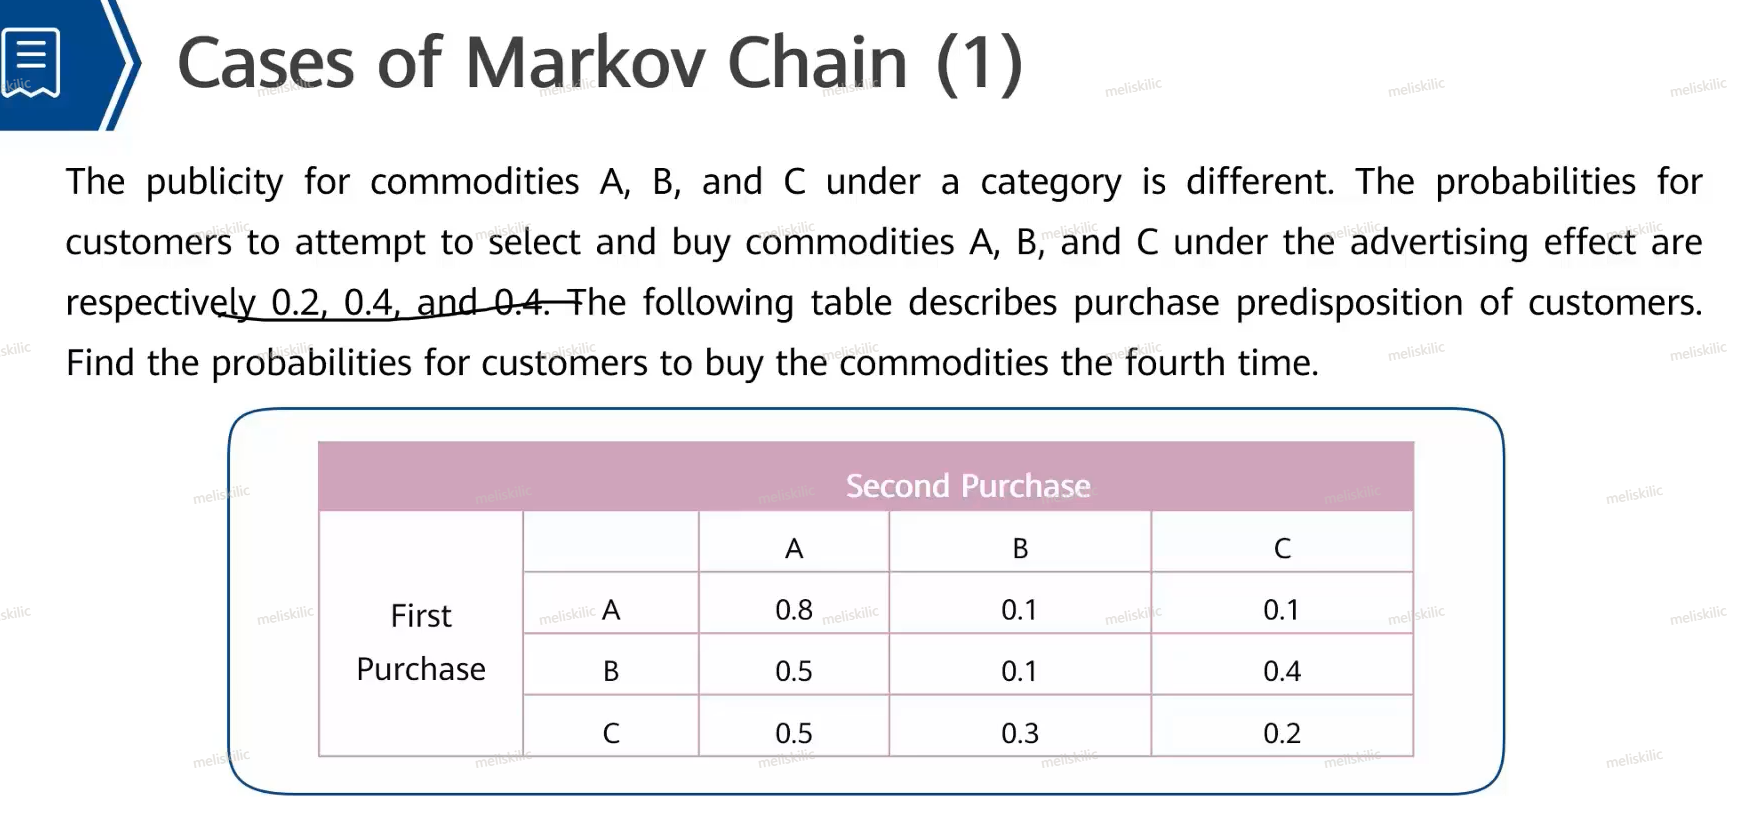 Cases of Markov Chain (1)
The publicity for commodities A, B, and C under a category is different. The probabilities for
customers to attempt to select and buy commodities A, B, and C under the advertising effect are
respectively 0.2, 0.4, and 0.4. The following table describes purchase predisposition of customers.
Find the probabilities for customers to buy the commodities the fourth time.
Second Purchase
A B C
First Purchase
A 0.8 0.1 0.1
B 0.5 0.1 0.4
C 0.5 0.3 0.2
meliskilic